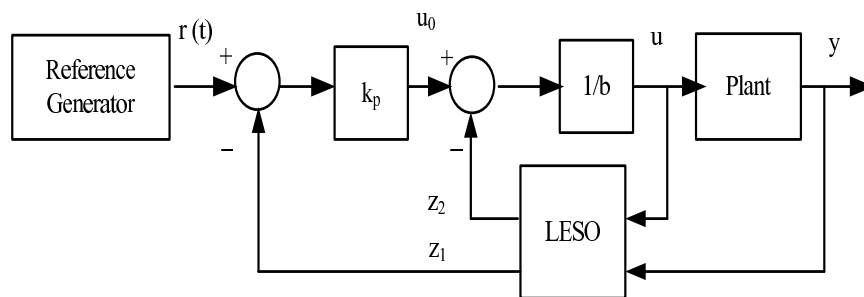 r (t)
u₀
u
y
+
+
Reference
Generator
kₚ
1/b
Plant
−
−
z₂
LESO
z₁